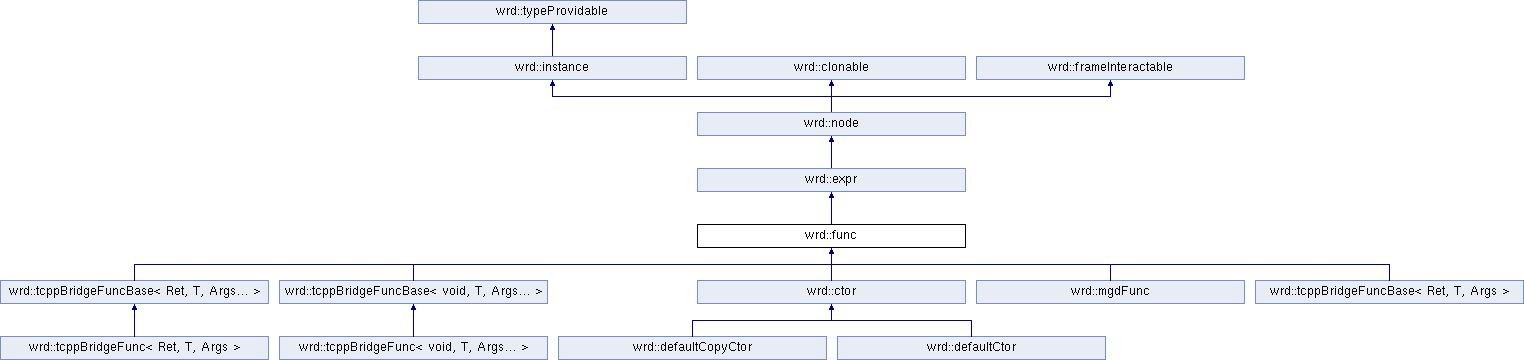 wrd::typeProvidable
wrd::instance
wrd::clonable
wrd::frameInteractable
wrd::node
wrd::expr
wrd::func
wrd::tcppBridgeFuncBase< Ret, T, Args... >
wrd::tcppBridgeFuncBase< void, T, Args... >
wrd::ctor
wrd::mgdFunc
wrd::tcppBridgeFuncBase< Ret, T, Args >
wrd::tcppBridgeFunc< Ret, T, Args >
wrd::tcppBridgeFunc< void, T, Args... >
wrd::defaultCopyCtor
wrd::defaultCtor